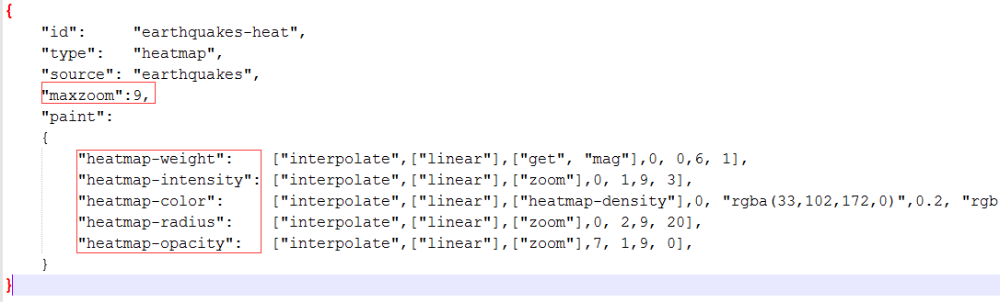 {
"id": "earthquakes-heat",
"type": "heatmap",
"source": "earthquakes",
"maxzoom":9,
"paint":
{
"heatmap-weight": ["interpolate",["linear"],["get", "mag"],0, 0,6, 1],
"heatmap-intensity": ["interpolate",["linear"],["zoom"],0, 1,9, 3],
"heatmap-color": ["interpolate",["linear"],["heatmap-density"],0, "rgba(33,102,172,0)",0.2, "rgb
"heatmap-radius": ["interpolate",["linear"],["zoom"],0, 2,9, 20],
"heatmap-opacity": ["interpolate",["linear"],["zoom"],7, 1,9, 0],
}
}